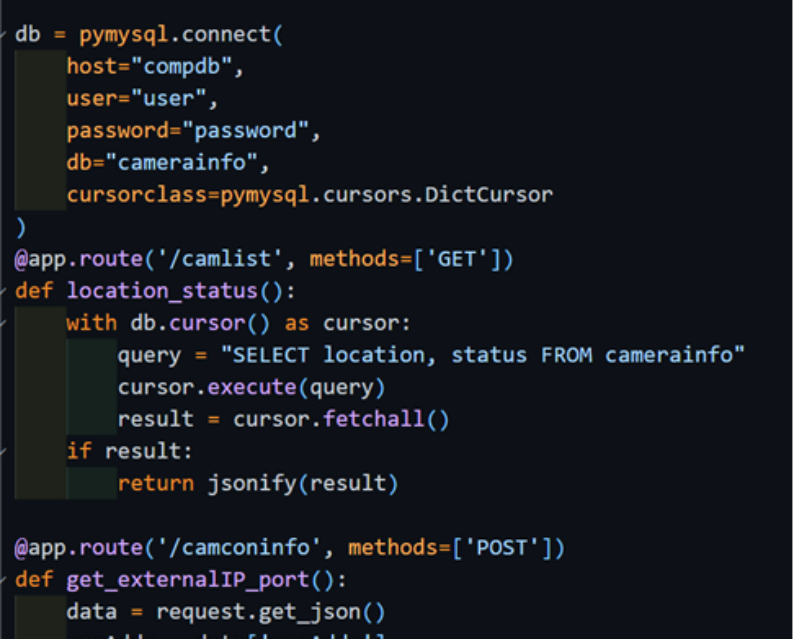 db = pymysql.connect(
    host="compdb",
    user="user",
    password="password",
    db="camerainfo",
    cursorclass=pymysql.cursors.DictCursor
)
@app.route('/camlist', methods=['GET'])
def location_status():
    with db.cursor() as cursor:
        query = "SELECT location, status FROM camerainfo"
        cursor.execute(query)
        result = cursor.fetchall()
    if result:
        return jsonify(result)

@app.route('/camconinfo', methods=['POST'])
def get_externalIP_port():
    data = request.get_json()